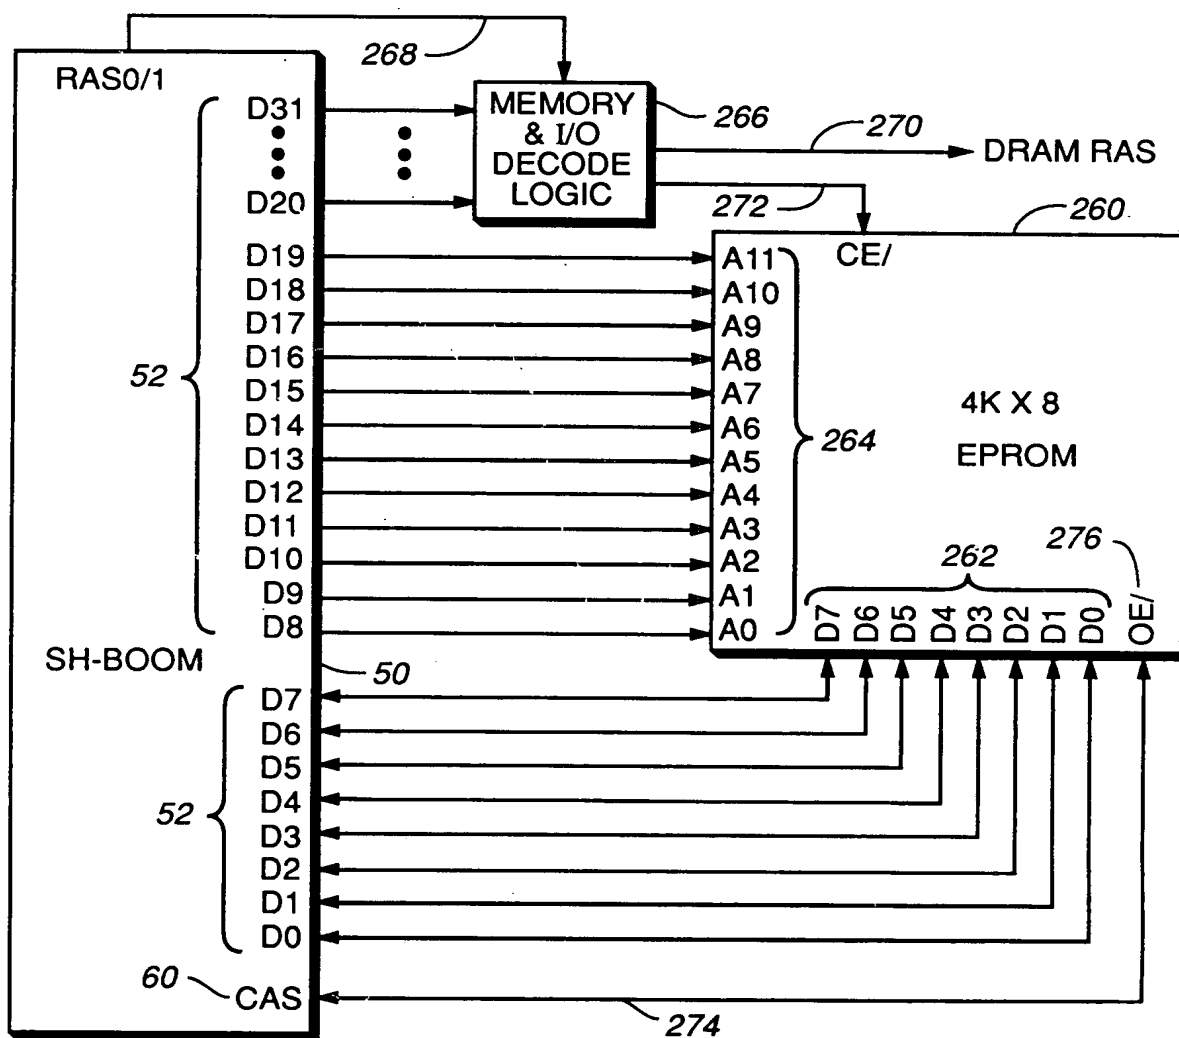 268
RAS0/1
D31
D20
MEMORY
& I/O
DECODE
LOGIC
266
270
DRAM RAS
272
260
CE/
D19
D18
D17
D16
D15
D14
D13
D12
D11
D10
D9
D8
52
A11
A10
A9
A8
A7
A6
A5
A4
A3
A2
A1
A0
264
4K X 8
EPROM
262
276
D7
D6
D5
D4
D3
D2
D1
D0
OE/
SH-BOOM
50
D7
D6
D5
D4
D3
D2
D1
D0
52
60
CAS
274